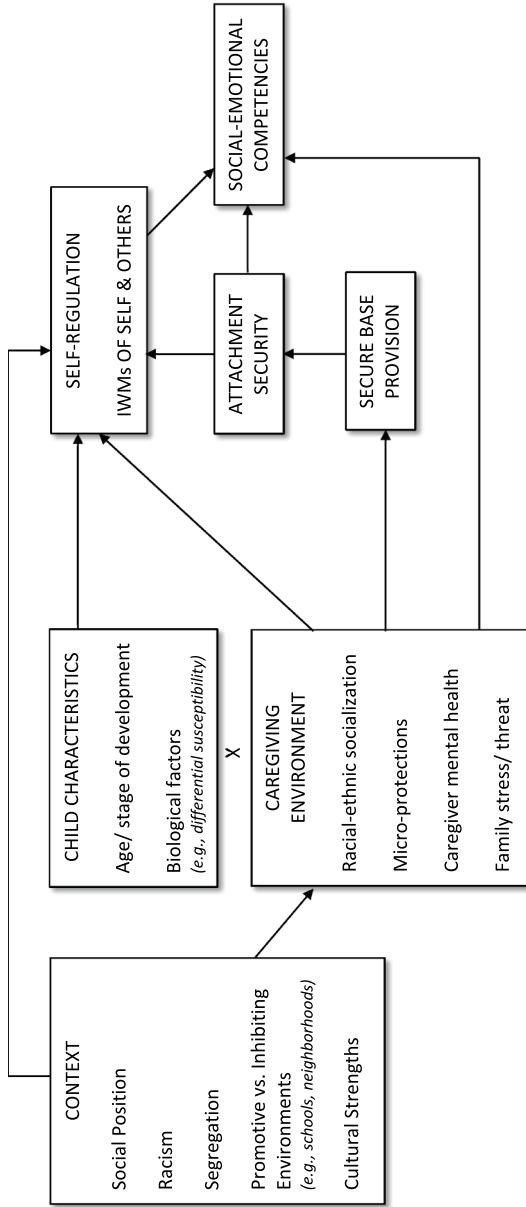 CONTEXT
Social Position
Racism
Segregation
Promotive vs. Inhibiting
Environments
(e.g., schools, neighborhoods)
Cultural Strengths
CHILD CHARACTERISTICS
Age/ stage of development
Biological factors
(e.g., differential susceptibility)
X
CAREGIVING
ENVIRONMENT
Racial-ethnic socialization
Micro-protections
Caregiver mental health
Family stress/ threat
SELF-REGULATION
IWMs OF SELF & OTHERS
ATTACHMENT
SECURITY
SECURE BASE
PROVISION
SOCIAL-EMOTIONAL
COMPETENCIES